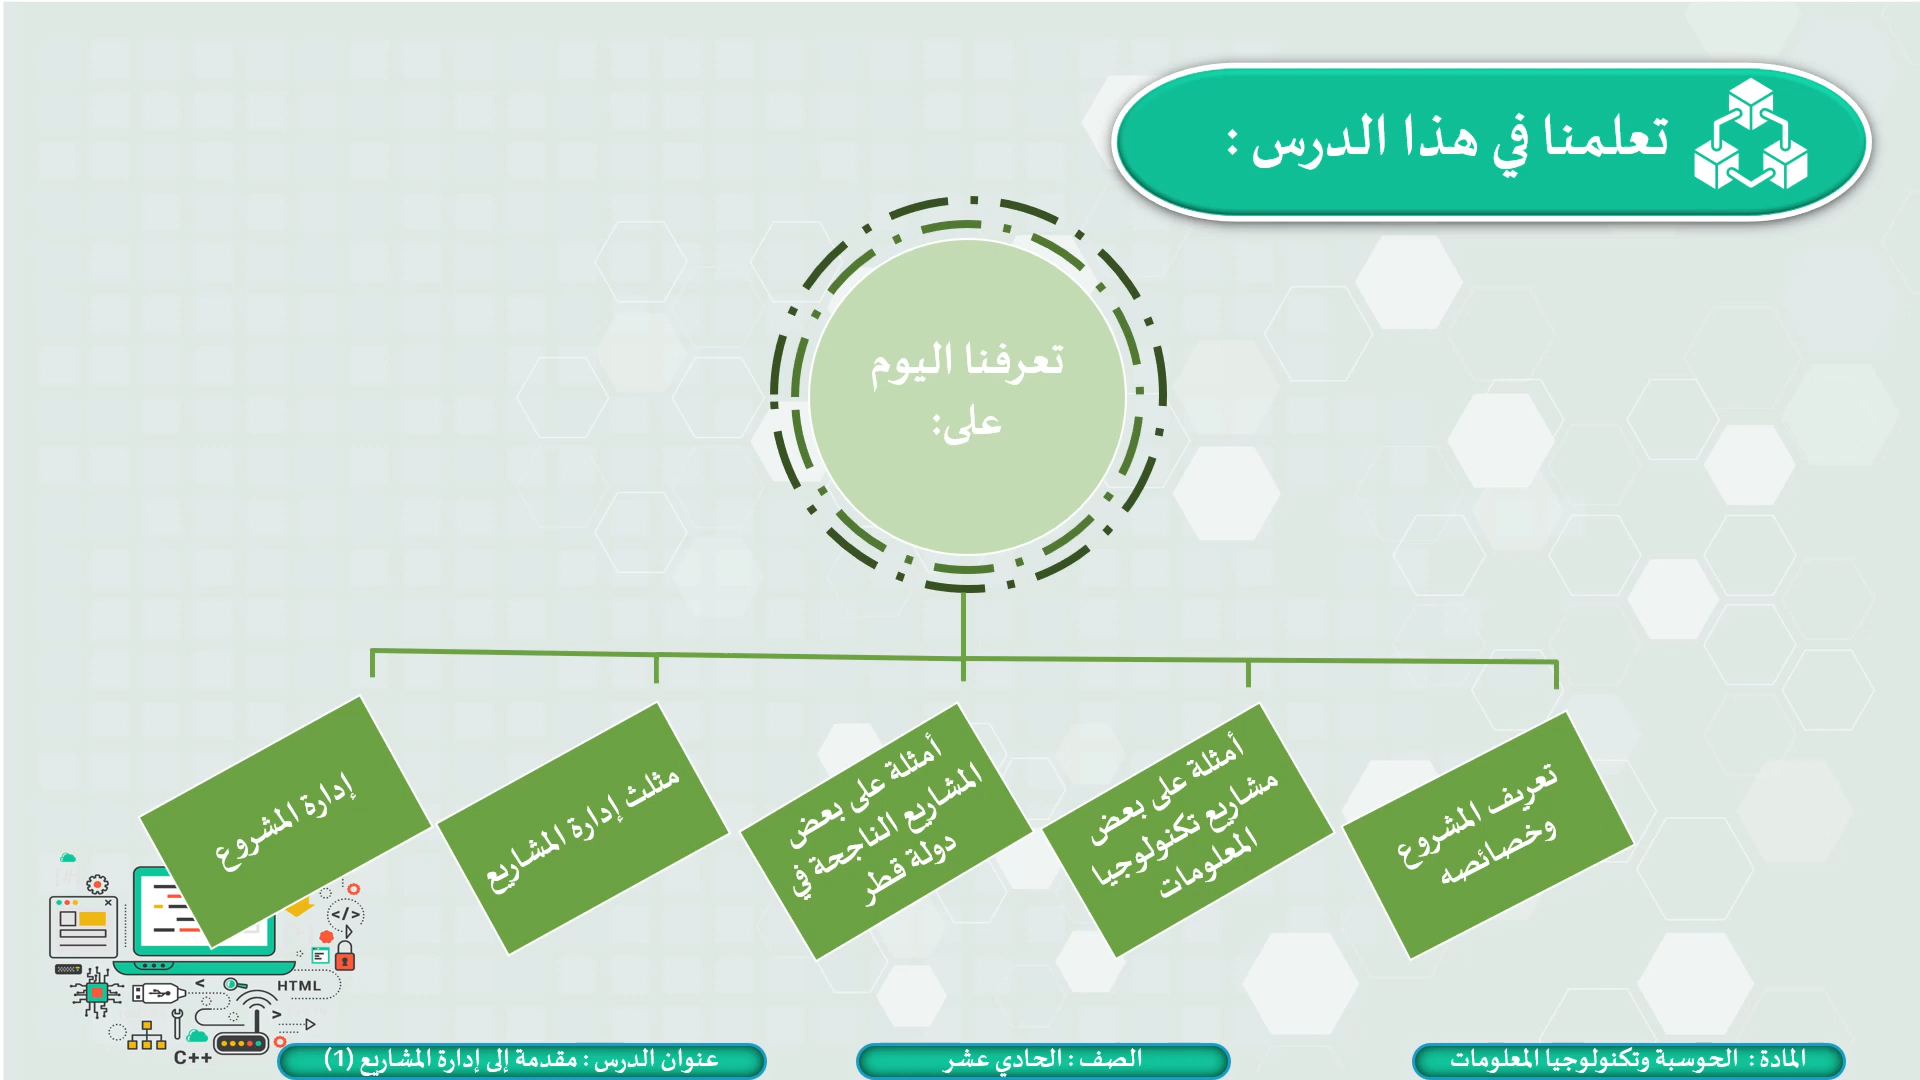 تعلمنا في هذا الدرس :
تعرفنا اليوم
على:
تعريف المشروع
وخصائصه
أمثلة على بعض
مشاريع تكنولوجيا
المعلومات
أمثلة على بعض
المشاريع الناجحة في
دولة قطر
مثلث إدارة المشاريع
إدارة المشروع
</>
HTML
C++
المادة : الحوسبة وتكنولوجيا المعلومات
الصف : الحادي عشر
عنوان الدرس : مقدمة إلى إدارة المشاريع (1)